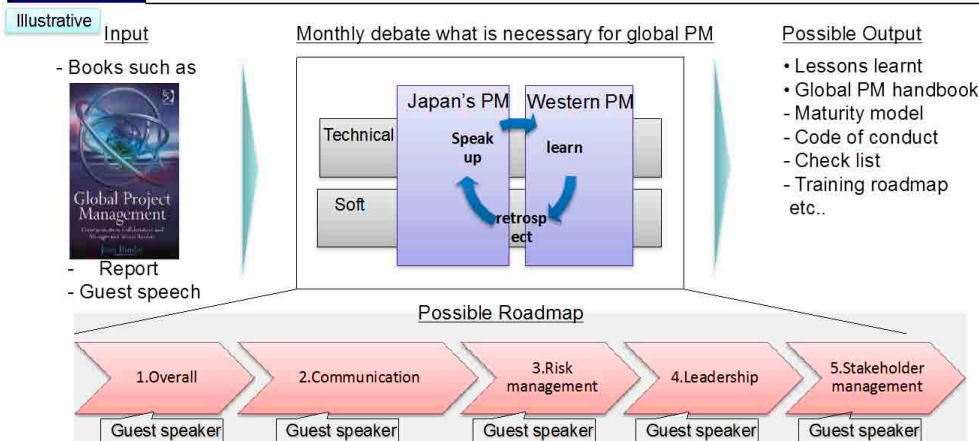 Illustrative
Input
Monthly debate what is necessary for global PM
Possible Output
- Books such as
Global Project
Management
- Report
- Guest speech
Japan's PM
Western PM
Technical
Soft
Speak
up
learn
retrosp
ect
• Lessons learnt
• Global PM handbook
- Maturity model
- Code of conduct
- Check list
- Training roadmap
etc..
Possible Roadmap
1.Overall
2.Communication
3.Risk
management
4.Leadership
5.Stakeholder
management
Guest speaker
Guest speaker
Guest speaker
Guest speaker
Guest speaker